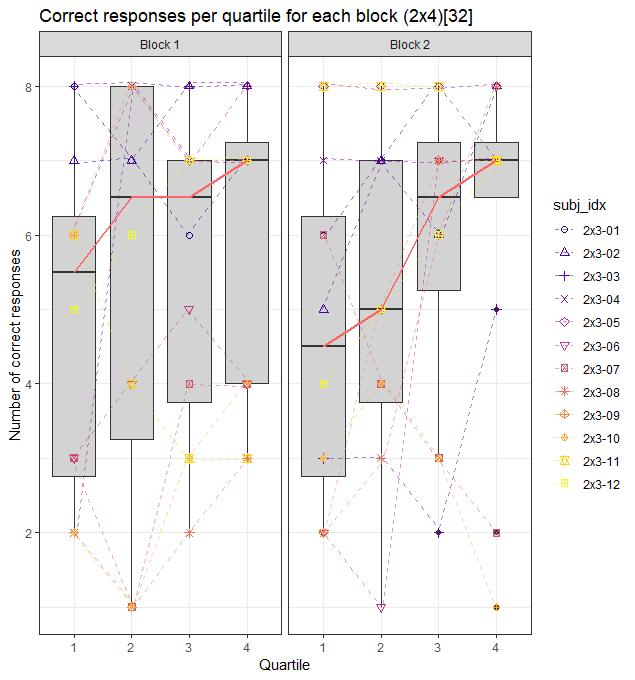 Correct responses per quartile for each block (2x4)[32]
Block 1
Block 2
8
6
4
2
Number of correct responses
1 2 3 4
1 2 3 4
Quartile
subj_idx
2x3-01
2x3-02
2x3-03
2x3-04
2x3-05
2x3-06
2x3-07
2x3-08
2x3-09
2x3-10
2x3-11
2x3-12